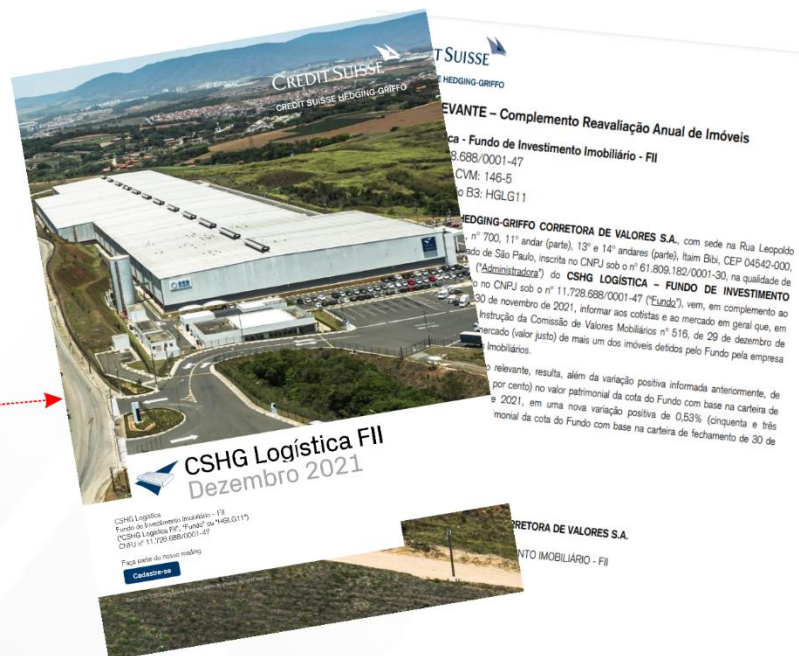 CREDIT SUISSE
CREDIT SUISSE HEDGING-GRIFFO
CSHG Logística FII
Dezembro 2021
CSHG Logística
Fundo de Investimento Imobiliário – FII
("CSHG Logística FII", "Fundo" ou "HGLG11")
CNPJ nº 11.728.688/0001-47
Faça parte do nosso mailing
Cadastre-se
T SUISSE
SE HEDGING-GRIFFO
EVANTE – Complemento Reavaliação Anual de Imóveis
ca - Fundo de Investimento Imobiliário - FII
28.688/0001-47
CVM: 146-5
o B3: HGLG11
HEDGING-GRIFFO CORRETORA DE VALORES S.A., com sede na Rua Leopoldo
, nº 700, 11º andar (parte), 13º e 14º andares (parte), Itaim Bibi, CEP 04542-000,
ado de São Paulo, inscrita no CNPJ sob o nº 61.809.182/0001-30, na qualidade de
("Administradora") do CSHG LOGÍSTICA – FUNDO DE INVESTIMENTO
o no CNPJ sob o nº 11.728.688/0001-47 ("Fundo"), vem, em complemento ao
30 de novembro de 2021, informar aos cotistas e ao mercado em geral que, em
Instrução da Comissão de Valores Mobiliários nº 516, de 29 de dezembro de
mercado (valor justo) de mais um dos imóveis detidos pelo Fundo pela empresa
s Imobiliários.
o relevante, resulta, além da variação positiva informada anteriormente, de
por cento) no valor patrimonial da cota do Fundo com base na carteira de
e 2021, em uma nova variação positiva de 0,53% (cinquenta e três
imonial da cota do Fundo com base na carteira de fechamento de 30 de
RRETORA DE VALORES S.A.
NTO IMOBILIÁRIO - FII